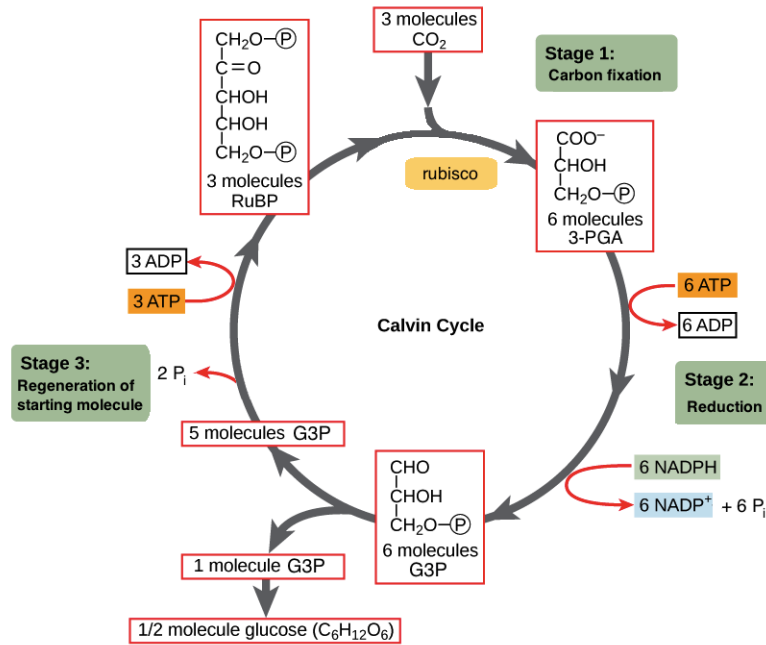 3 molecules
CO₂
Stage 1:
Carbon fixation
CH₂O–Ⓟ
C=O
CHOH
CHOH
CH₂O–Ⓟ
3 molecules
RuBP
rubisco
COO⁻
CHOH
CH₂O–Ⓟ
6 molecules
3-PGA
3 ADP
3 ATP
6 ATP
6 ADP
Calvin Cycle
Stage 3:
Regeneration of
starting molecule
2 Pᵢ
Stage 2:
Reduction
5 molecules G3P
CHO
CHOH
CH₂O–Ⓟ
6 molecules
G3P
6 NADPH
6 NADP⁺ + 6 Pᵢ
1 molecule G3P
1/2 molecule glucose (C₆H₁₂O₆)